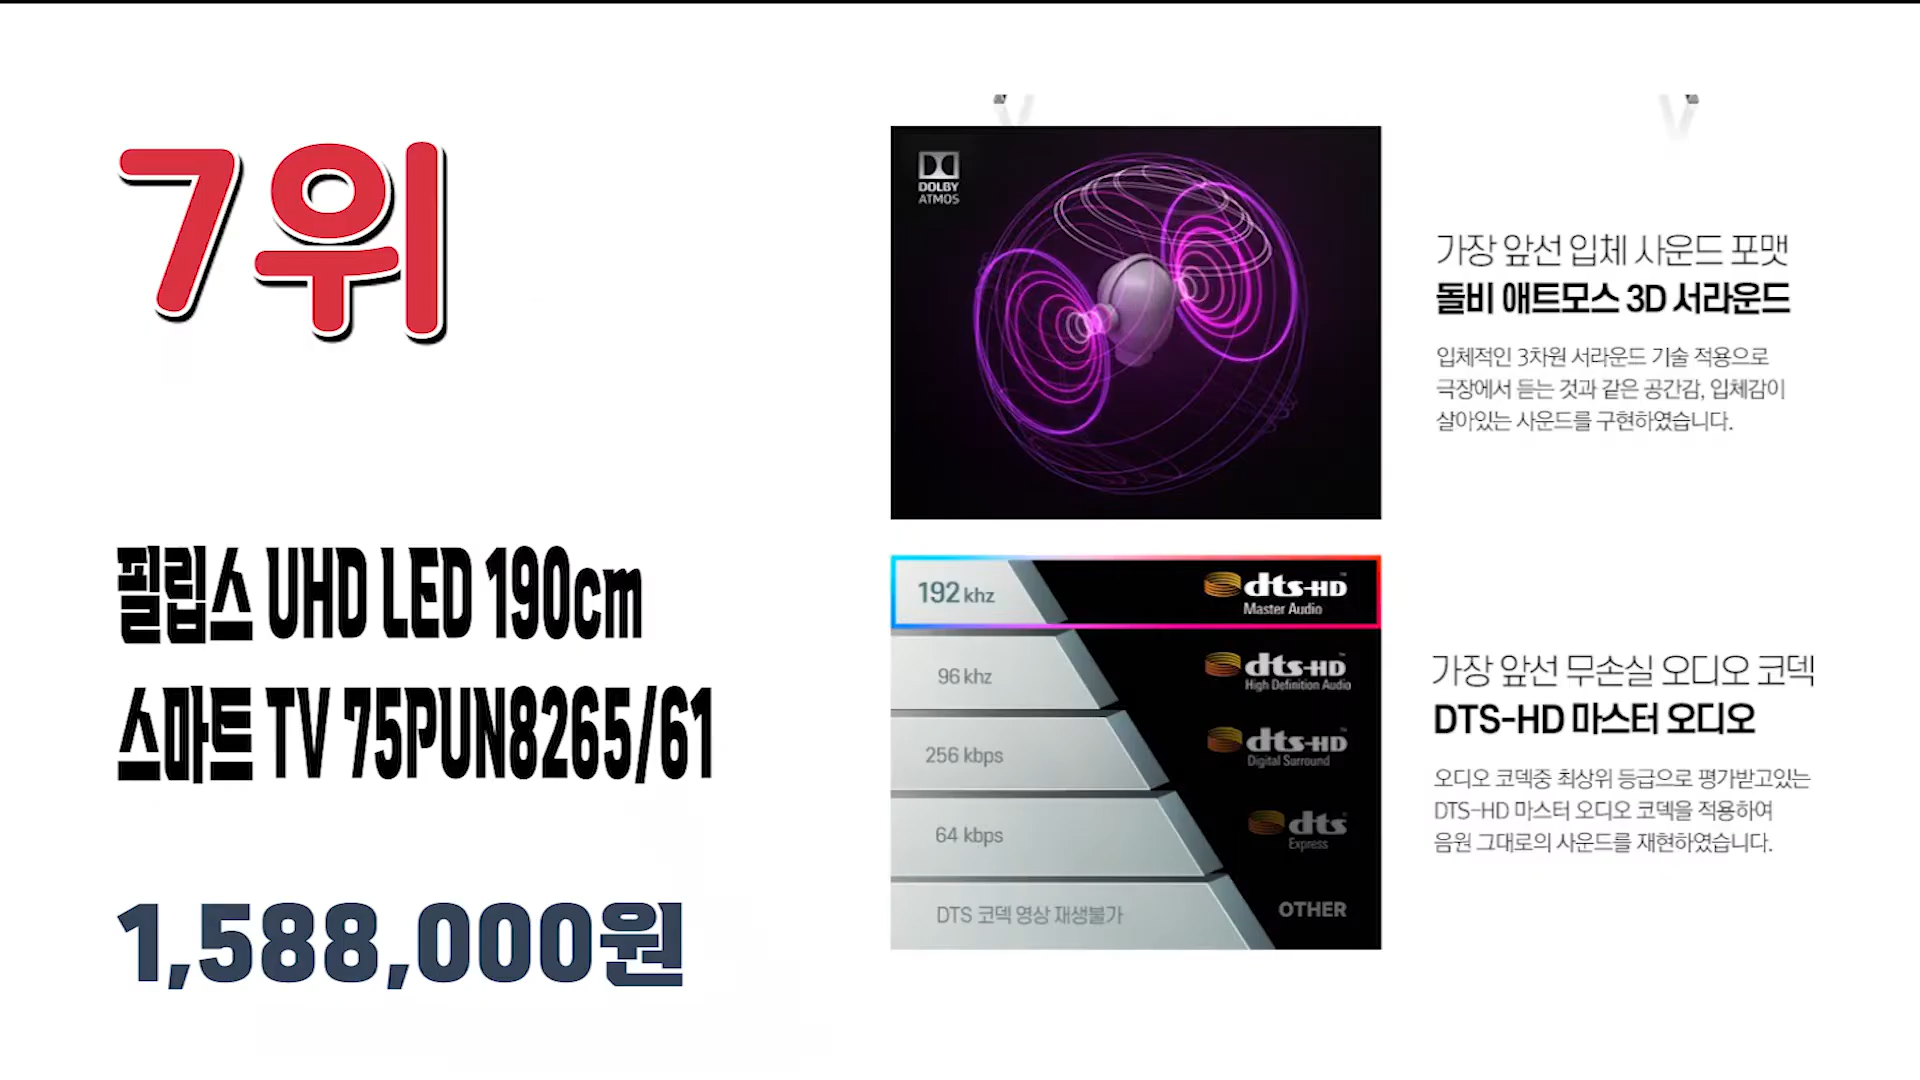 7위
필립스 UHD LED 190cm
스마트 TV 75PUN8265/61
1,588,000원
DOLBY
ATMOS
가장 앞선 입체 사운드 포맷
돌비 애트모스 3D 서라운드
입체적인 3차원 서라운드 기술 적용으로
극장에서 듣는 것과 같은 공간감, 입체감이
살아있는 사운드를 구현하였습니다.
192 khz
dts-HD™
Master Audio
96 khz
dts-HD™
High Definition Audio
256 kbps
dts-HD™
Digital Surround
64 kbps
dts
Express
DTS 코덱 영상 재생불가
OTHER
가장 앞선 무손실 오디오 코덱
DTS-HD 마스터 오디오
오디오 코덱중 최상위 등급으로 평가받고있는
DTS-HD 마스터 오디오 코덱을 적용하여
음원 그대로의 사운드를 재현하였습니다.